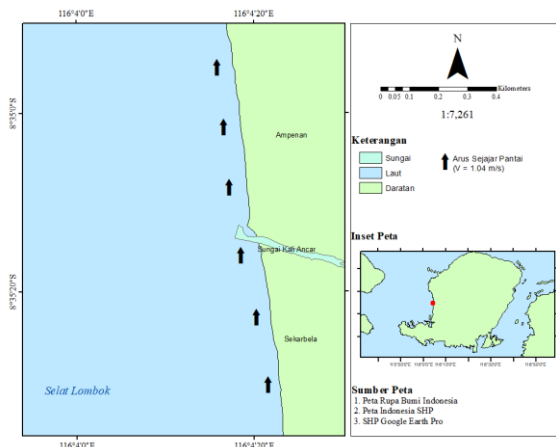 116°4'0"E
116°4'20"E
8°35'0"S
8°35'20"S
Ampenan
Sungai Kali Ancar
Sekarbela
Selat Lombok
116°4'0"E
116°4'20"E
N
Kilometers
0 0.05 0.1 0.2 0.3 0.4
1:7,261
Keterangan
Sungai
Laut
Daratan
Arus Sejajar Pantai
(V = 1.04 m/s)
Inset Peta
Sumber Peta
1. Peta Rupa Bumi Indonesia
2. Peta Indonesia SHP
3. SHP Google Earth Pro